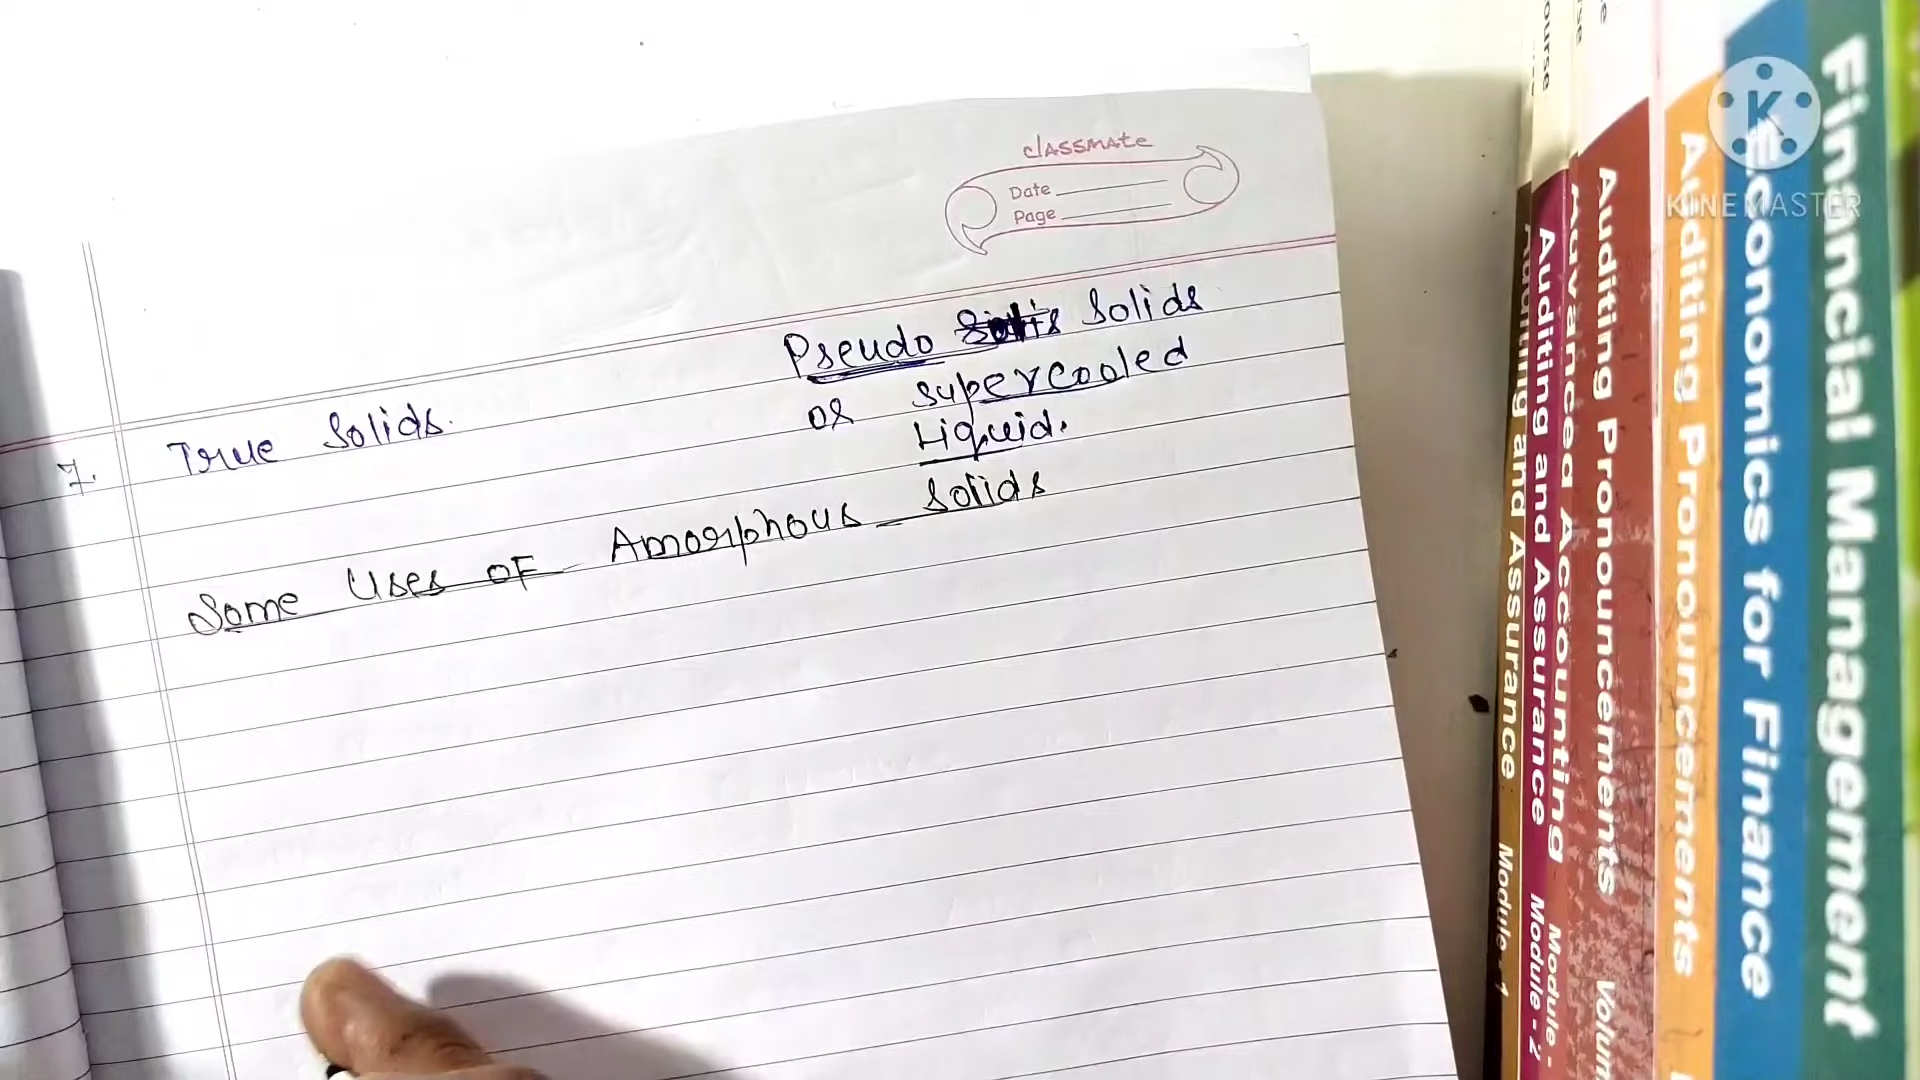 classmate
Date
Page
Pseudo Solids
7. True Solids.
or supercooled
Liquid.
Some Uses of Amorphous Solids
Auditing and Assurance Module - 1
Auditing and Assurance Module - 2
Advanced Accounting Module -
Auditing Pronouncements Volum
Auditing Pronouncements
Economics for Finance
Financial Management
K
KINEMASTER